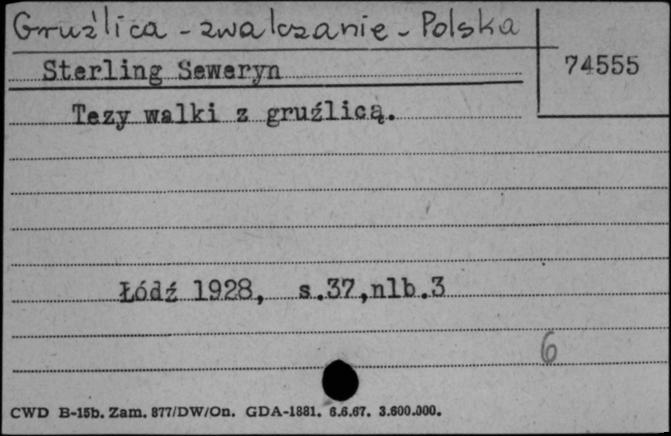 Gruźlica - zwalczanie - Polska
Sterling Seweryn
74555
Tezy walki z gruźlicą.
Łódź 1928, s.37,nlb.3
6
CWD B-15b. Zam. 877/DW/On. GDA-1881. 6.6.67. 3.600.000.